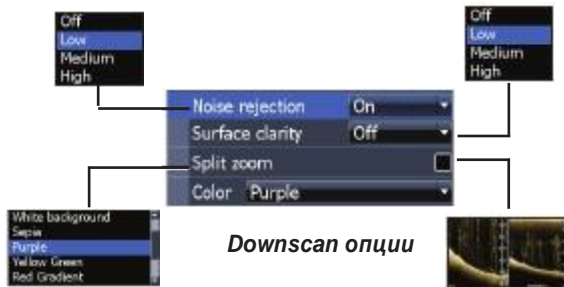 Off
Low
Medium
High
Off
Low
Medium
High
Noise rejection On
Surface clarity Off
Split zoom
Color Purple
White background
Sepia
Purple
Yellow Green
Red Gradient
Downscan опции